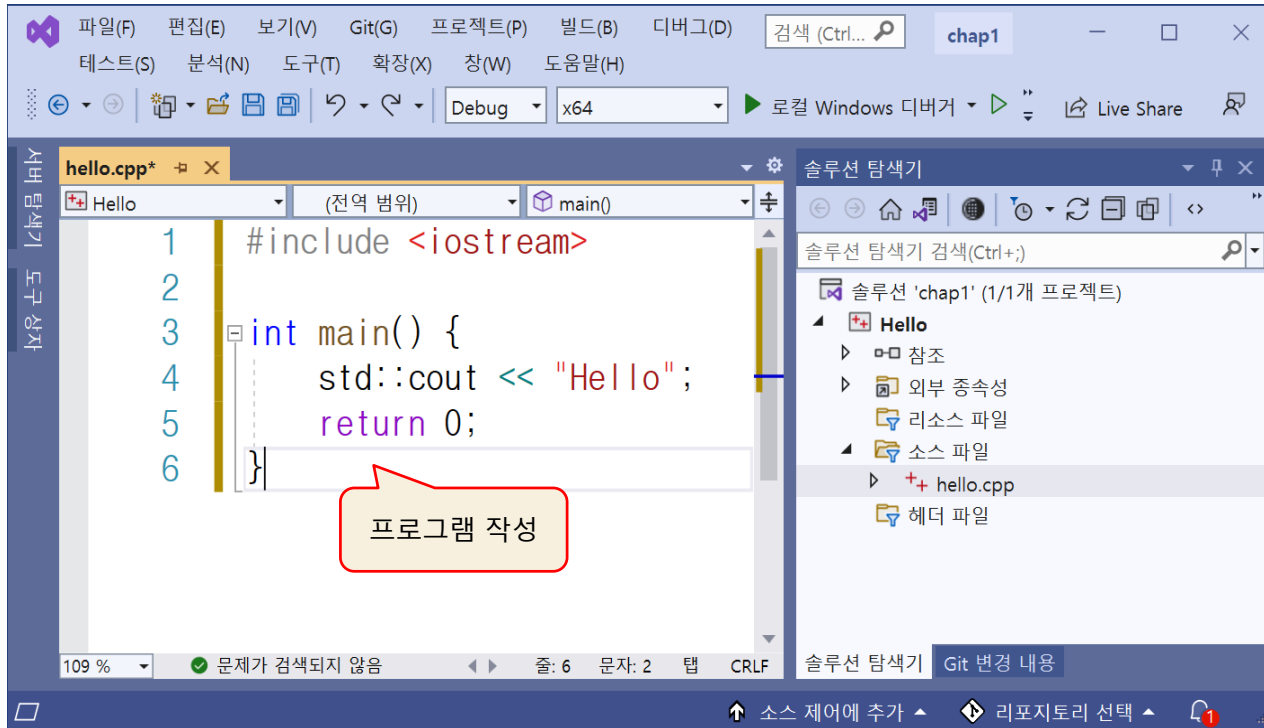 파일(F) 편집(E) 보기(V) Git(G) 프로젝트(P) 빌드(B) 디버그(D) 검색 (Ctrl... chap1
테스트(S) 분석(N) 도구(T) 확장(X) 창(W) 도움말(H)
Debug x64 로컬 Windows 디버거 Live Share
서버 탐색기
도구 상자
hello.cpp*
Hello (전역 범위) main()
1 #include <iostream>
2
3 int main() {
4 std::cout << "Hello";
5 return 0;
6 }
프로그램 작성
109 % 문제가 검색되지 않음 줄: 6 문자: 2 탭 CRLF
솔루션 탐색기
솔루션 탐색기 검색(Ctrl+;)
솔루션 'chap1' (1/1개 프로젝트)
Hello
참조
외부 종속성
리소스 파일
소스 파일
hello.cpp
헤더 파일
솔루션 탐색기 Git 변경 내용
소스 제어에 추가 리포지토리 선택 1